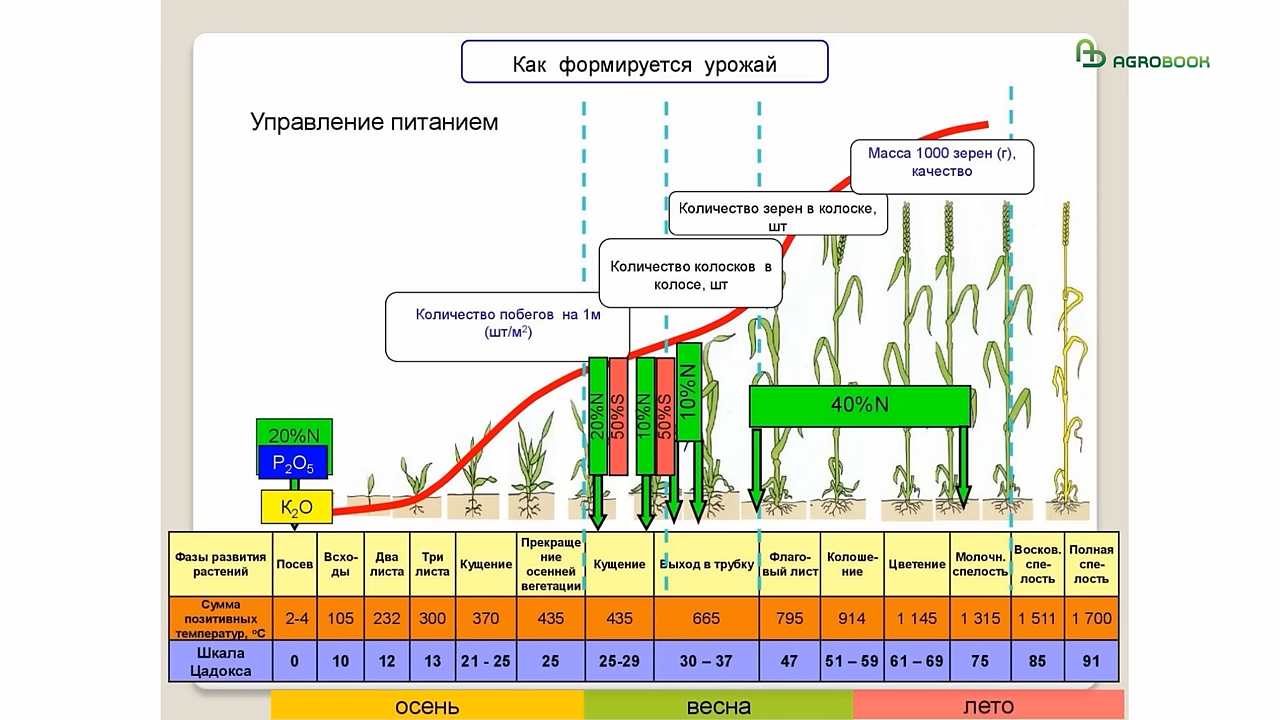 Как формируется урожай
AGROBOOK
Управление питанием
Масса 1000 зерен (г),
качество
Количество зерен в колоске,
шт
Количество колосков в
колосе, шт
Количество побегов на 1м
(шт/м²)
20%N
P₂O₅
K₂O
20%N
50%S
10%N
50%S
10%N
40%N
Фазы развития
растений
Посев
Всхо-
ды
Два
листа
Три
листа
Кущение
Прекраще
ние
осенней
вегетации
Кущение
Выход в трубку
Флаго-
вый лист
Колоше-
ние
Цветение
Молочн.
спелость
Восков.
спе-
лость
Полная
спе-
лость
Сумма
позитивных
температур, ºС
2-4
105
232
300
370
435
435
665
795
914
1 145
1 315
1 511
1 700
Шкала
Цадокса
0
10
12
13
21 - 25
25
25-29
30 – 37
47
51 – 59
61 – 69
75
85
91
осень
весна
лето